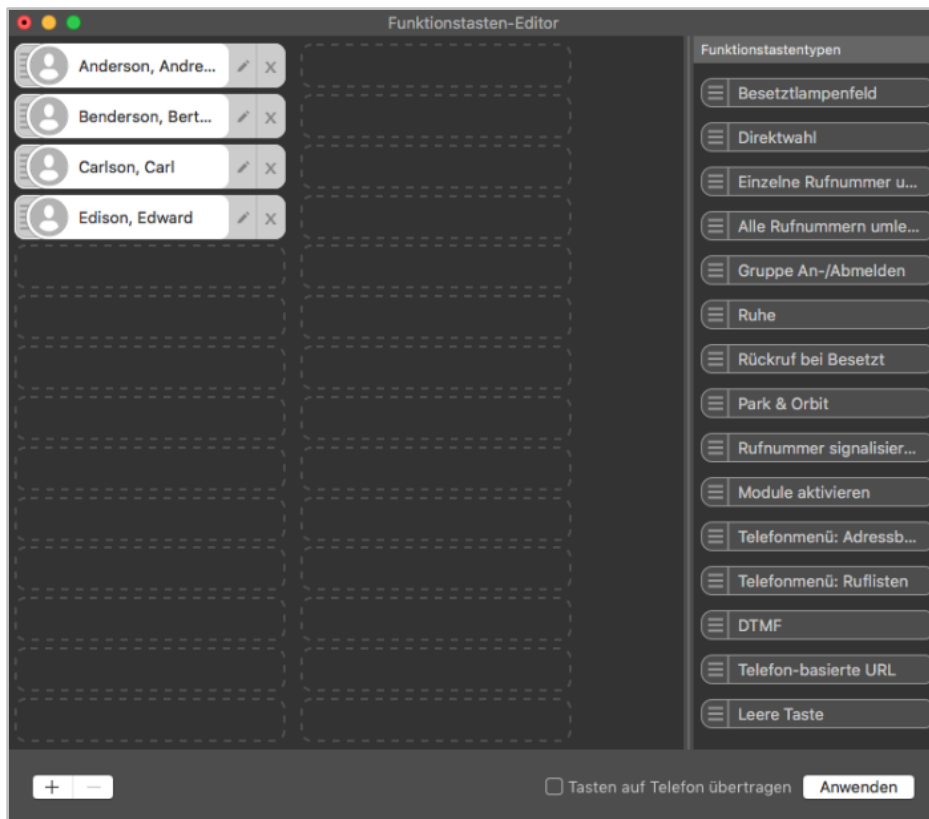 Funktionstasten-Editor
Anderson, Andre...
Benderson, Bert...
Carlson, Carl
Edison, Edward
Funktionstastentypen
Besetztlampenfeld
Direktwahl
Einzelne Rufnummer u...
Alle Rufnummern umle...
Gruppe An-/Abmelden
Ruhe
Rückruf bei Besetzt
Park & Orbit
Rufnummer signalisier...
Module aktivieren
Telefonmenü: Adressb...
Telefonmenü: Ruflisten
DTMF
Telefon-basierte URL
Leere Taste
Tasten auf Telefon übertragen
Anwenden